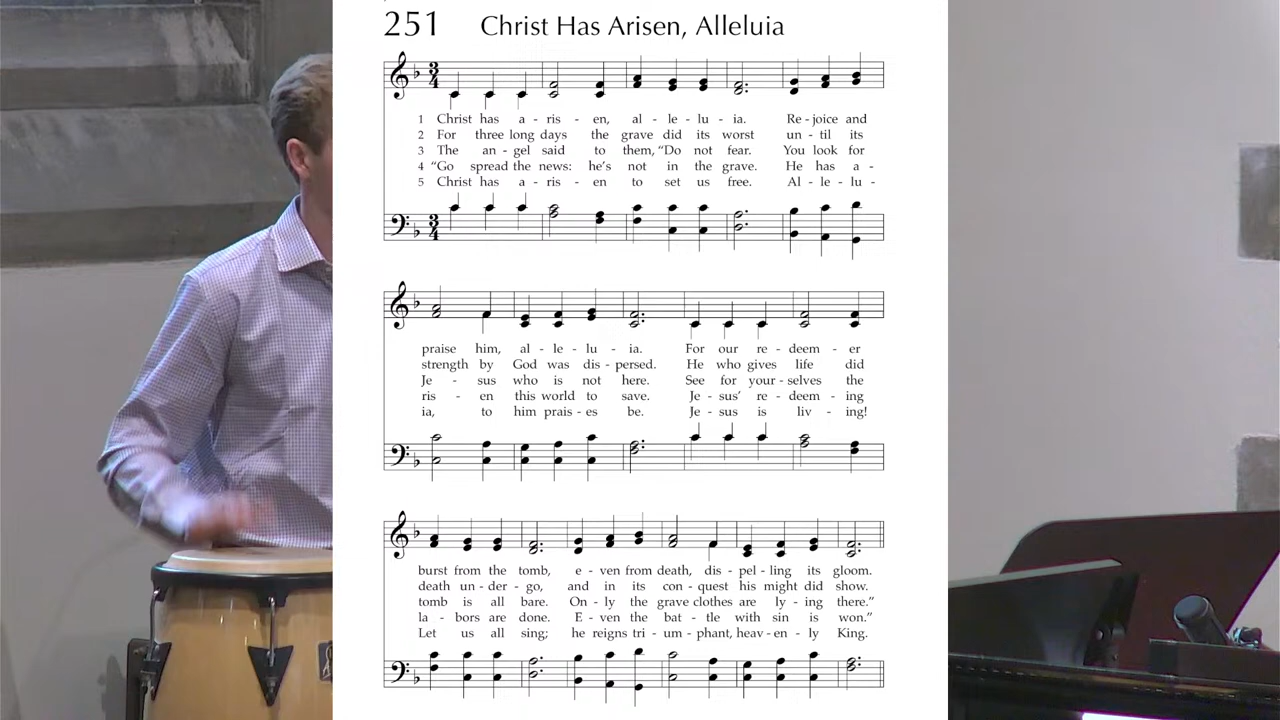 251 Christ Has Arisen, Alleluia
3
4
1 Christ has a - ris - en, al - le - lu - ia. Re - joice and
2 For three long days the grave did its worst un - til its
3 The an - gel said to them, “Do not fear. You look for
4 “Go spread the news: he’s not in the grave. He has a -
5 Christ has a - ris - en to set us free. Al - le - lu -
3
4
praise him, al - le - lu - ia. For our re - deem - er
strength by God was dis - persed. He who gives life did
Je - sus who is not here. See for your - selves the
ris - en this world to save. Je - sus’ re - deem - ing
ia, to him prais - es be. Je - sus is liv - ing!
burst from the tomb, e - ven from death, dis - pel - ling its gloom.
death un - der - go, and in its con - quest his might did show.
tomb is all bare. On - ly the grave clothes are ly - ing there.”
la - bors are done. E - ven the bat - tle with sin is won.”
Let us all sing; he reigns tri - um - phant, heav - en - ly King.